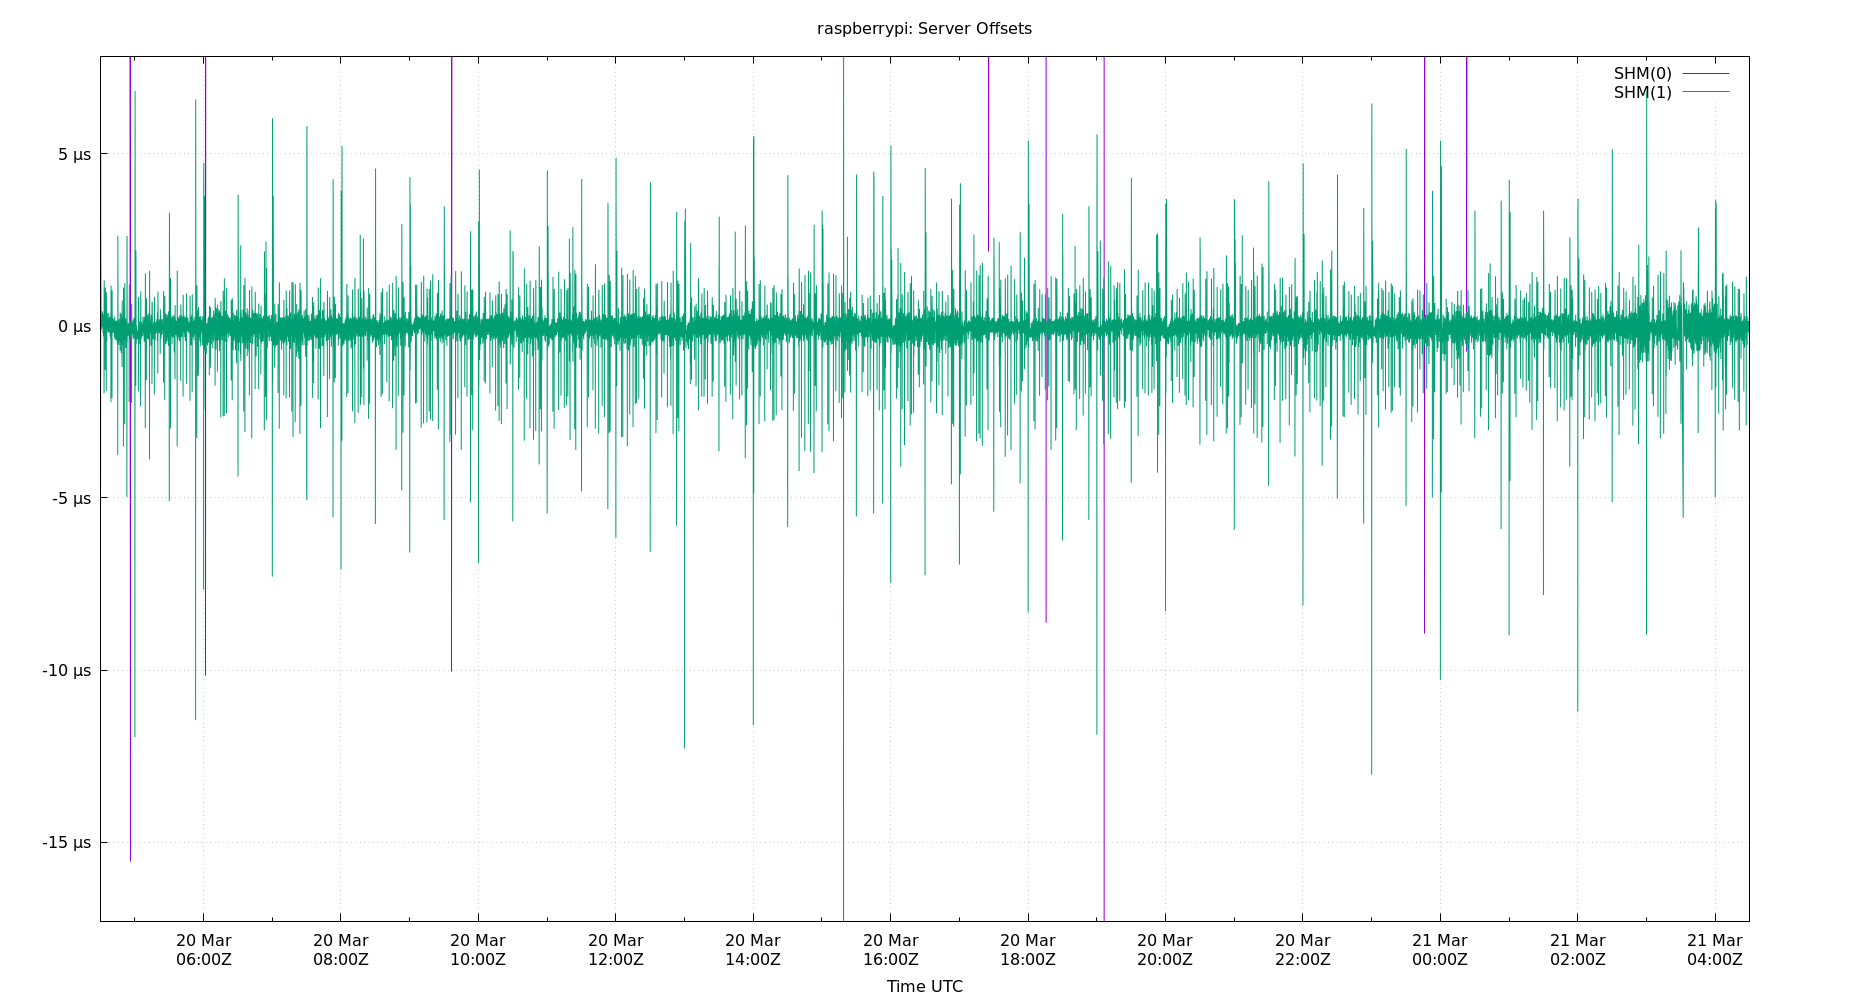 raspberrypi: Server Offsets
SHM(0)
SHM(1)
5 µs
0 µs
-5 µs
-10 µs
-15 µs
20 Mar 20 Mar 20 Mar 20 Mar 20 Mar 20 Mar 20 Mar 20 Mar 20 Mar 21 Mar 21 Mar 21 Mar
06:00Z 08:00Z 10:00Z 12:00Z 14:00Z 16:00Z 18:00Z 20:00Z 22:00Z 00:00Z 02:00Z 04:00Z
Time UTC